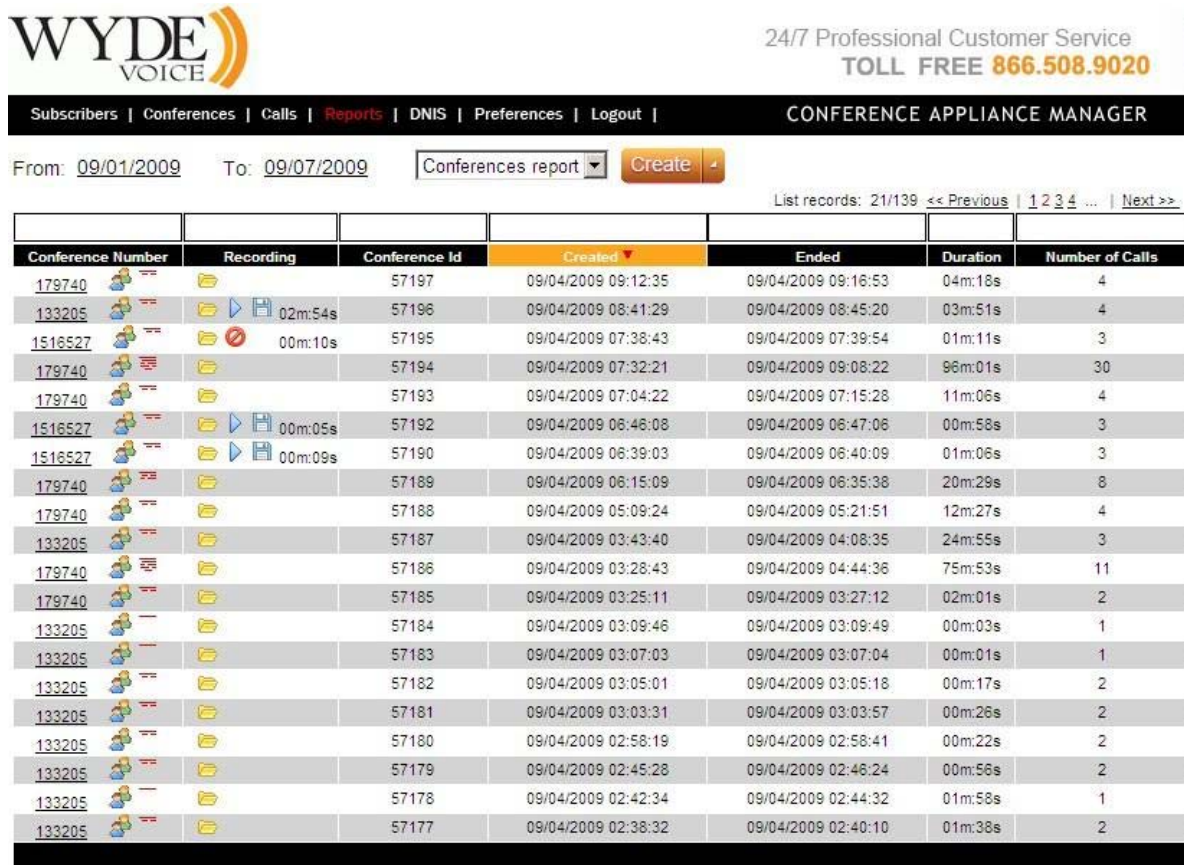 WYDE
VOICE
24/7 Professional Customer Service
TOLL FREE 866.508.9020
Subscribers | Conferences | Calls | Reports | DNIS | Preferences | Logout |
CONFERENCE APPLIANCE MANAGER
From: 09/01/2009 To: 09/07/2009 Conferences report Create
List records: 21/139 << Previous | 1 2 3 4 ... | Next >>
Conference Number Recording Conference Id Created Ended Duration Number of Calls
179740 57197 09/04/2009 09:12:35 09/04/2009 09:16:53 04m:18s 4
133205 02m:54s 57196 09/04/2009 08:41:29 09/04/2009 08:45:20 03m:51s 4
1516527 00m:10s 57195 09/04/2009 07:38:43 09/04/2009 07:39:54 01m:11s 3
179740 57194 09/04/2009 07:32:21 09/04/2009 09:08:22 96m:01s 30
179740 57193 09/04/2009 07:04:22 09/04/2009 07:15:28 11m:06s 4
1516527 00m:05s 57192 09/04/2009 06:46:08 09/04/2009 06:47:06 00m:58s 3
1516527 00m:09s 57190 09/04/2009 06:39:03 09/04/2009 06:40:09 01m:06s 3
179740 57189 09/04/2009 06:15:09 09/04/2009 06:35:38 20m:29s 8
179740 57188 09/04/2009 05:09:24 09/04/2009 05:21:51 12m:27s 4
133205 57187 09/04/2009 03:43:40 09/04/2009 04:08:35 24m:55s 3
179740 57186 09/04/2009 03:28:43 09/04/2009 04:44:36 75m:53s 11
179740 57185 09/04/2009 03:25:11 09/04/2009 03:27:12 02m:01s 2
133205 57184 09/04/2009 03:09:46 09/04/2009 03:09:49 00m:03s 1
133205 57183 09/04/2009 03:07:03 09/04/2009 03:07:04 00m:01s 1
133205 57182 09/04/2009 03:05:01 09/04/2009 03:05:18 00m:17s 2
133205 57181 09/04/2009 03:03:31 09/04/2009 03:03:57 00m:26s 2
133205 57180 09/04/2009 02:58:19 09/04/2009 02:58:41 00m:22s 2
133205 57179 09/04/2009 02:45:28 09/04/2009 02:46:24 00m:56s 2
133205 57178 09/04/2009 02:42:34 09/04/2009 02:44:32 01m:58s 1
133205 57177 09/04/2009 02:38:32 09/04/2009 02:40:10 01m:38s 2